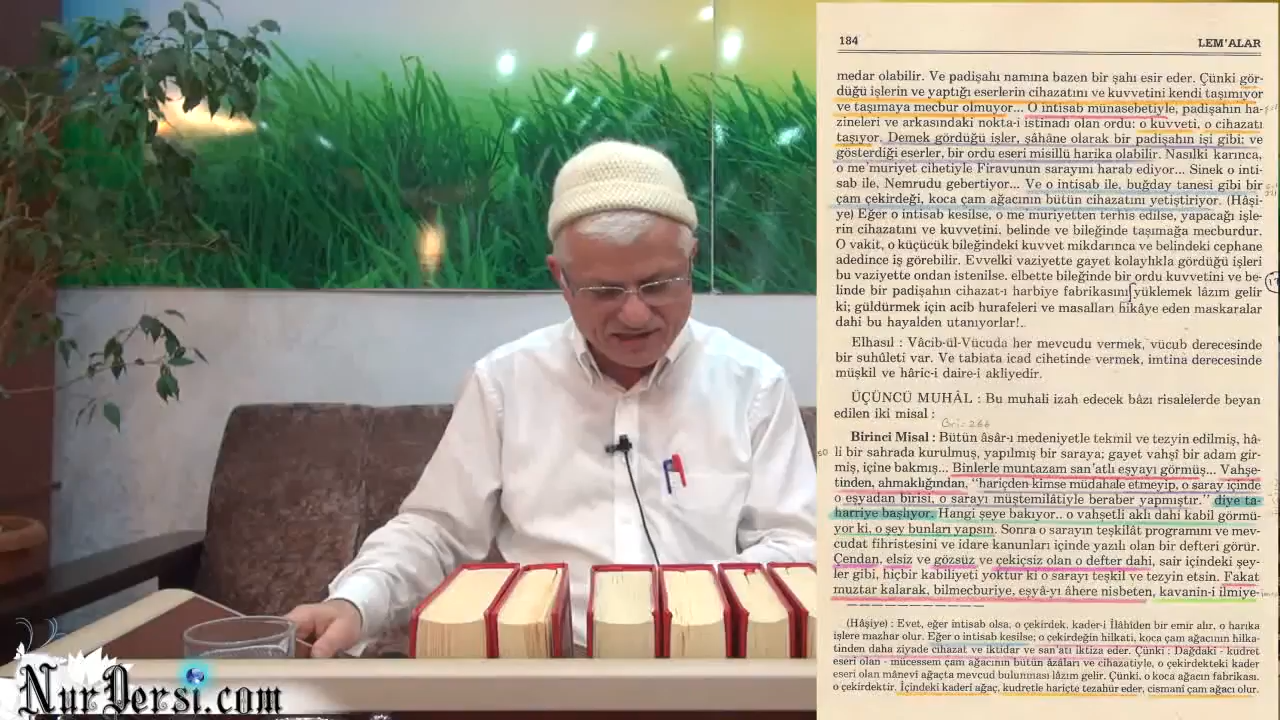 184 LEM'ALAR
medar olabilir. Ve padişahı namına bazen bir şahı esir eder. Çünki gör-
düğü işlerin ve yaptığı eserlerin cihazatını ve kuvvetini kendi taşımıyor
ve taşımaya mecbur olmuyor... O intisab münasebetiyle, padişahın ha-
zineleri ve arkasındaki nokta-i istinadı olan ordu: o kuvveti, o cihazatı
taşıyor. Demek gördüğü işler, şâhâne olarak bir padişahın işi gibi; ve
gösterdiği eserler, bir ordu eseri misillü harika olabilir. Nasılki karınca,
o me'muriyet cihetiyle Firavunun sarayını harab ediyor... Sinek o inti-
sab ile, Nemrudu gebertiyor... Ve o intisab ile, buğday tanesi gibi bir
çam çekirdeği, koca çam ağacının bütün cihazatını yetiştiriyor. (Hâşi-
ye) Eğer o intisab kesilse, o me'muriyetten terhis edilse, yapacağı işle-
rin cihazatını ve kuvvetini, belinde ve bileğinde taşımağa mecburdur.
O vakit, o küçücük bileğindeki kuvvet mikdarınca ve belindeki cephane
adedince iş görebilir. Evvelki vaziyette gayet kolaylıkla gördüğü işleri
bu vaziyette ondan istenilse, elbette bileğinde bir ordu kuvvetini ve be-
linde bir padişahın cihazat-ı harbiye fabrikasını yüklemek lâzım gelir
ki; güldürmek için acib hurafeleri ve masalları hikâye eden maskaralar
dahi bu hayalden utanıyorlar!..
Elhasıl : Vâcib-ül-Vücuda her mevcudu vermek, vücub derecesinde
bir suhûleti var. Ve tabiata icad cihetinde vermek, imtina derecesinde
müşkil ve hâric-i daire-i akliyedir.
ÜÇÜNCÜ MUHÂL : Bu muhali izah edecek bâzı risalelerde beyan
edilen iki misal :
Birinci Misal : Bütün âsâr-ı medeniyetle tekmil ve tezyin edilmiş, hâ-
li bir sahrada kurulmuş, yapılmış bir saraya; gayet vahşî bir adam gir-
miş, içine bakmış... Binlerle muntazam san'atlı eşyayı görmüş... Vahşe-
tinden, ahmaklığından, "hariçden kimse müdahale etmeyip, o saray içinde
o eşyadan birisi, o sarayı müştemilâtiyle beraber yapmıştır." diye ta-
harriye başlıyor. Hangi şeye bakıyor.. o vahşetli aklı dahi kabil görmü-
yor ki, o şey bunları yapsın. Sonra o sarayın teşkilât programını ve mev-
cudat fihristesini ve idare kanunları içinde yazılı olan bir defteri görür.
Çendan, elsiz ve gözsüz ve çekiçsiz olan o defter dahi, sair içindeki şey-
ler gibi, hiçbir kabiliyeti yoktur ki o sarayı teşkil ve tezyin etsin. Fakat
muztar kalarak, bilmecburiye, eşyâ-yı âhere nisbeten, kavanin-i ilmiye-
(Hâşiye) : Evet, eğer intisab olsa, o çekirdek, kader-i İlâhîden bir emir alır, o harika
işlere mazhar olur. Eğer o intisab kesilse; o çekirdeğin hilkati, koca çam ağacının hilka-
tinden daha ziyade cihazat ve iktidar ve san'atı iktiza eder. Çünki : Dağdaki - kudret
eseri olan - mücessem çam ağacının bütün âzâları ve cihazatiyle, o çekirdekteki kader
eseri olan mânevî ağaçta mevcud bulunması lâzım gelir. Çünki, o koca ağacın fabrikası,
o çekirdektir. İçindeki kaderî ağaç, kudretle hariçte tezahür eder, cismanî çam ağacı olur.
NurDersi.com